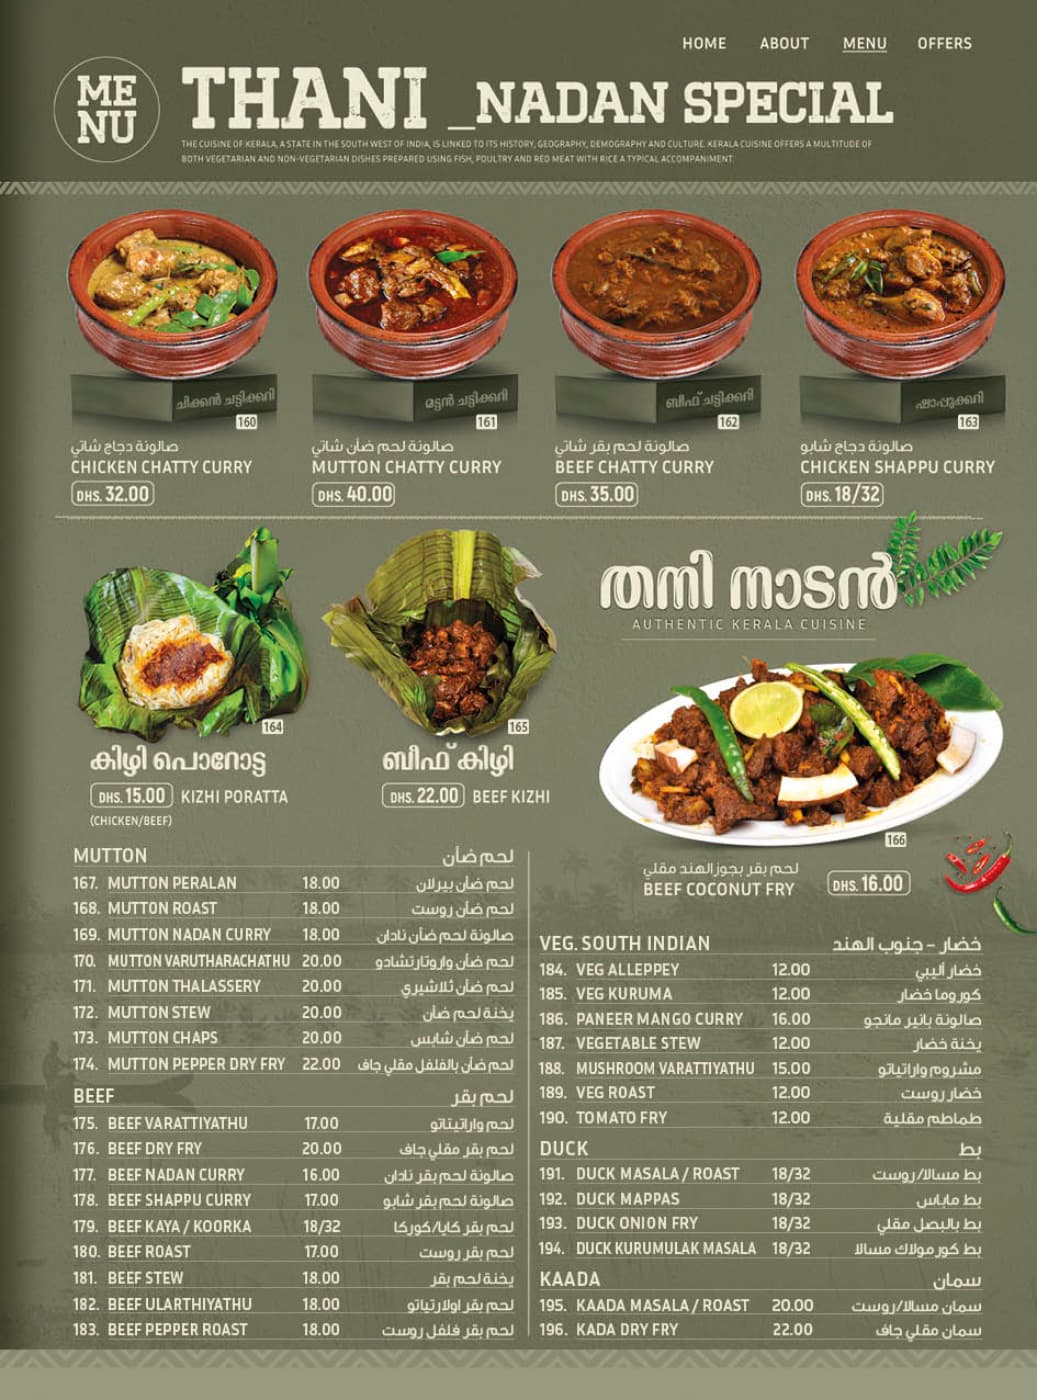 HOME ABOUT MENU OFFERS
ME
NU
THANI _NADAN SPECIAL
THE CUISINE OF KERALA, A STATE IN THE SOUTH WEST OF INDIA, IS LINKED TO ITS HISTORY, GEOGRAPHY, DEMOGRAPHY AND CULTURE. KERALA CUISINE OFFERS A MULTITUDE OF
BOTH VEGETARIAN AND NON-VEGETARIAN DISHES PREPARED USING FISH, POULTRY AND RED MEAT WITH RICE A TYPICAL ACCOMPANIMENT.
ചിക്കൻ ചട്ടിക്കറി
160
صالونة دجاج شاتي
CHICKEN CHATTY CURRY
DHS. 32.00
മട്ടൻ ചട്ടിക്കറി
161
صالونة لحم ضأن شاتي
MUTTON CHATTY CURRY
DHS. 40.00
ബീഫ് ചട്ടിക്കറി
162
صالونة لحم بقر شاتي
BEEF CHATTY CURRY
DHS. 35.00
ഷാപ്പുക്കറി
163
صالونة دجاج شابو
CHICKEN SHAPPU CURRY
DHS. 18/32
164
കിഴി പൊറോട്ട
DHS. 15.00 KIZHI PORATTA
(CHICKEN/BEEF)
165
ബീഫ് കിഴി
DHS. 22.00 BEEF KIZHI
തനി നാടൻ
AUTHENTIC KERALA CUISINE
166
لحم بقر بجوز الهند مقلي
BEEF COCONUT FRY
DHS. 16.00
MUTTON لحم ضأن
167. MUTTON PERALAN 18.00 لحم ضأن بيرلان
168. MUTTON ROAST 18.00 لحم ضأن روست
169. MUTTON NADAN CURRY 18.00 صالونة لحم ضأن نادان
170. MUTTON VARUTHARACHATHU 20.00 لحم ضأن واروتارتشادو
171. MUTTON THALASSERY 20.00 لحم ضأن ثلاشيري
172. MUTTON STEW 20.00 يخنة لحم ضأن
173. MUTTON CHAPS 20.00 لحم ضأن شابس
174. MUTTON PEPPER DRY FRY 22.00 لحم ضأن بالفلفل مقلي جاف
BEEF لحم بقر
175. BEEF VARATTIYATHU 17.00 لحم واراتيتاتو
176. BEEF DRY FRY 20.00 لحم بقر مقلي جاف
177. BEEF NADAN CURRY 16.00 صالونة لحم بقر نادان
178. BEEF SHAPPU CURRY 17.00 صالونة لحم بقر شابو
179. BEEF KAYA / KOORKA 18/32 لحم بقر كايا/كوركا
180. BEEF ROAST 17.00 لحم بقر روست
181. BEEF STEW 18.00 يخنة لحم بقر
182. BEEF ULARTHIYATHU 18.00 لحم بقر اولارتياتو
183. BEEF PEPPER ROAST 18.00 لحم بقر فلفل روست
VEG. SOUTH INDIAN خضار - جنوب الهند
184. VEG ALLEPPEY 12.00 خضار أليبي
185. VEG KURUMA 12.00 كوروما خضار
186. PANEER MANGO CURRY 16.00 صالونة بانير مانجو
187. VEGETABLE STEW 12.00 يخنة خضار
188. MUSHROOM VARATTIYATHU 15.00 مشروم واراتياتو
189. VEG ROAST 12.00 خضار روست
190. TOMATO FRY 12.00 طماطم مقلية
DUCK بط
191. DUCK MASALA / ROAST 18/32 بط مسالا/روست
192. DUCK MAPPAS 18/32 بط ماباس
193. DUCK ONION FRY 18/32 بط بالبصل مقلي
194. DUCK KURUMULAK MASALA 18/32 بط كورمولاك مسالا
KAADA سمان
195. KAADA MASALA / ROAST 20.00 سمان مسالا/روست
196. KADA DRY FRY 22.00 سمان مقلي جاف